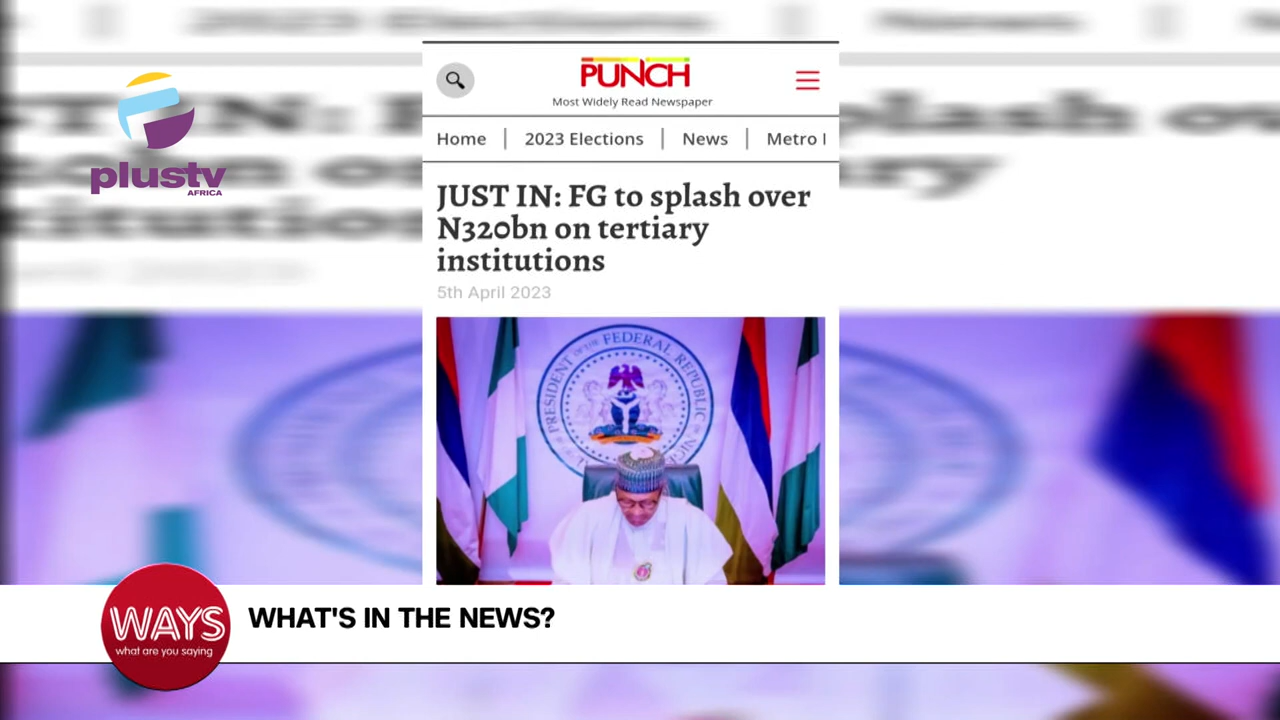 PUNCH
Most Widely Read Newspaper
Home | 2023 Elections | News | Metro
JUST IN: FG to splash over
N320bn on tertiary
institutions
5th April 2023
PRESIDENT OF THE FEDERAL REPUBLIC
plustv
AFRICA
WAYS
what are you saying
WHAT'S IN THE NEWS?